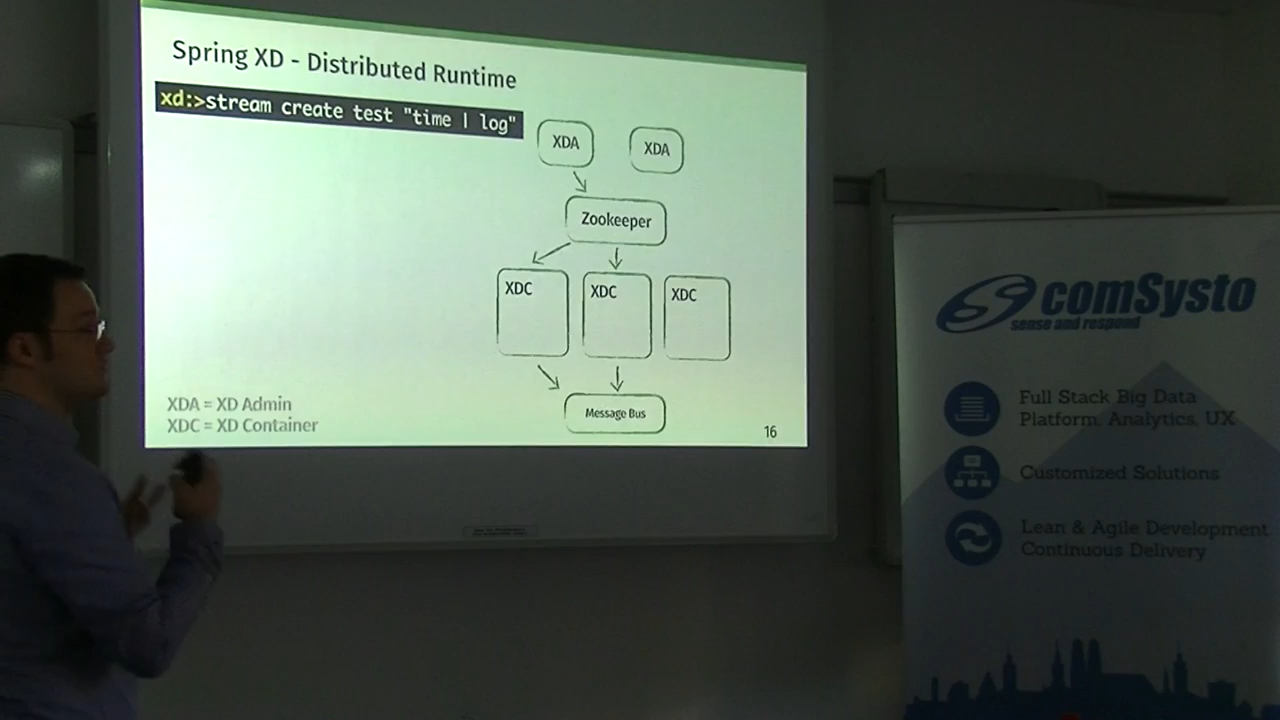 Spring XD - Distributed Runtime
xd:>stream create test "time | log"
XDA
XDA
Zookeeper
XDC
XDC
XDC
Message Bus
XDA = XD Admin
XDC = XD Container
16
comSysto
sense and respond
Full Stack Big Data
Platform, Analytics, UX
Customized Solutions
Lean & Agile Development,
Continuous Delivery